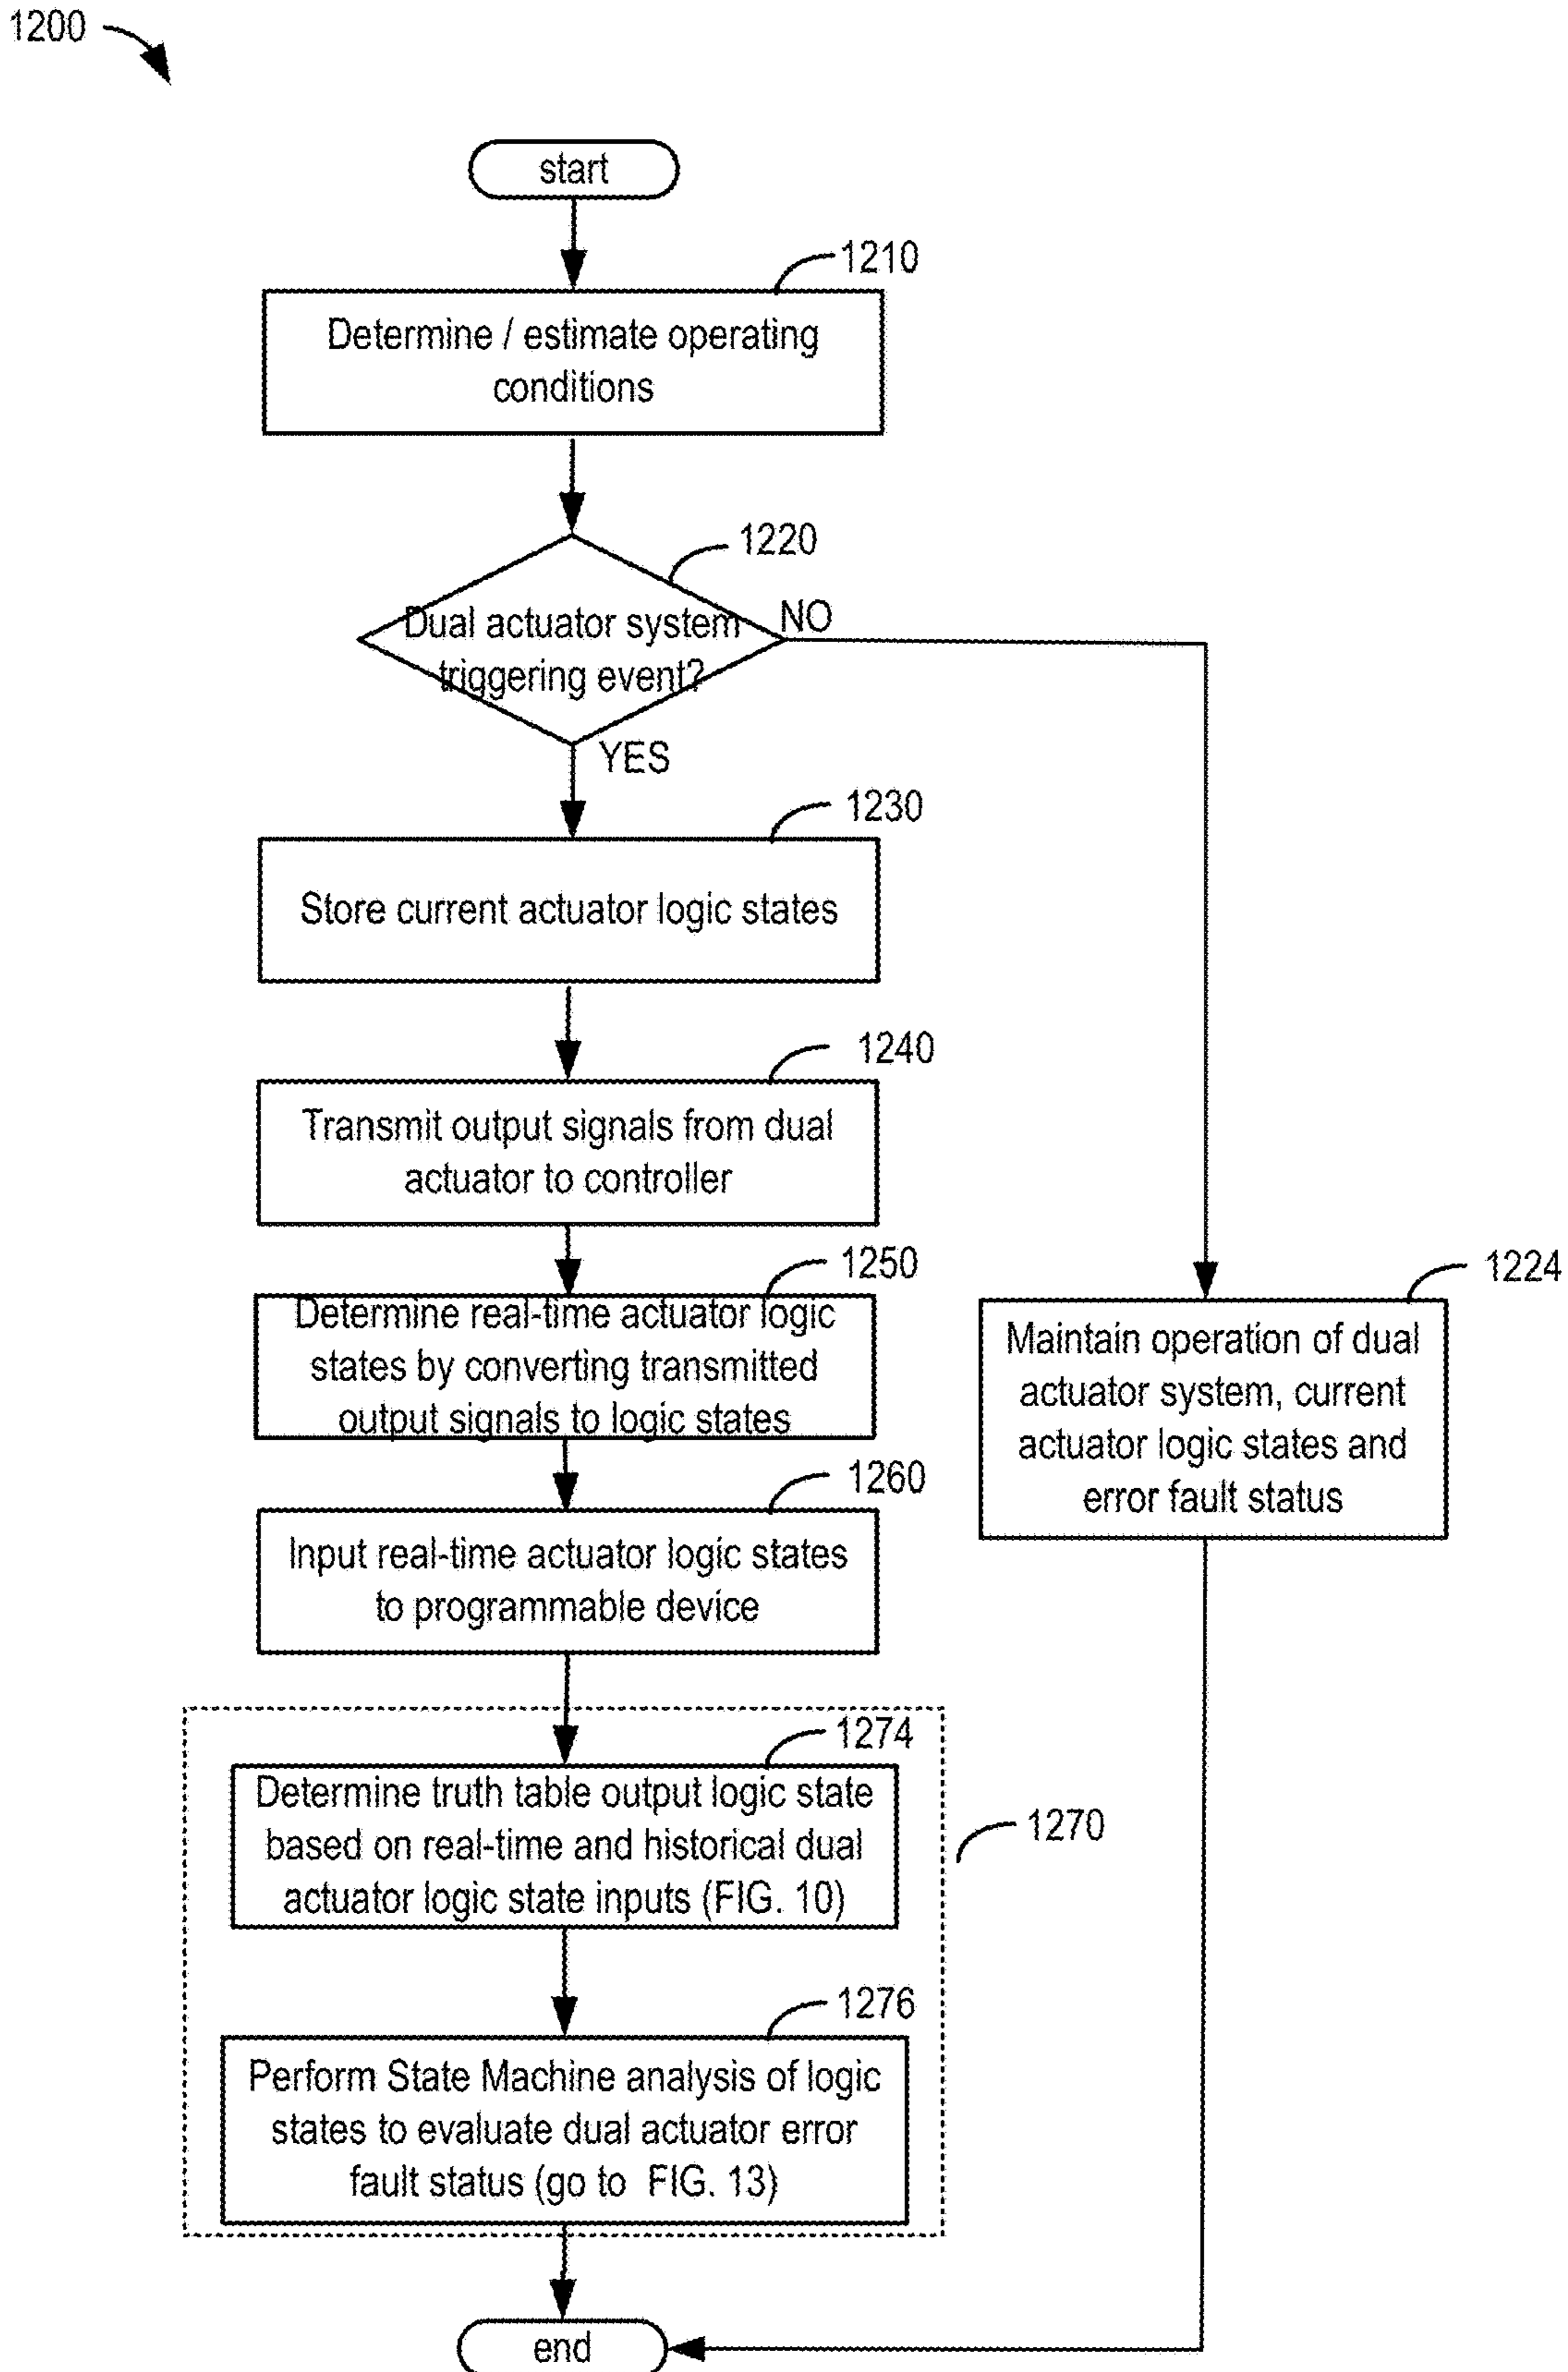 1200
start
1210
Determine / estimate operating
conditions
1220
Dual actuator system
triggering event?
NO
YES
1230
Store current actuator logic states
1240
Transmit output signals from dual
actuator to controller
1250
Determine real-time actuator logic
states by converting transmitted
output signals to logic states
1224
Maintain operation of dual
actuator system, current
actuator logic states and
error fault status
1260
Input real-time actuator logic states
to programmable device
1274
Determine truth table output logic state
based on real-time and historical dual
actuator logic state inputs (FIG. 10)
1270
1276
Perform State Machine analysis of logic
states to evaluate dual actuator error
fault status (go to FIG. 13)
end